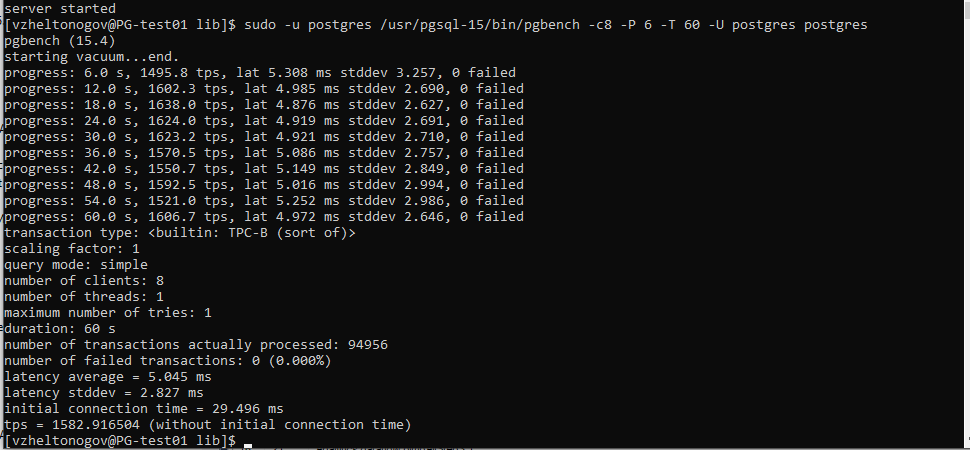 server started
[vzheltonogov@PG-test01 lib]$ sudo -u postgres /usr/pgsql-15/bin/pgbench -c8 -P 6 -T 60 -U postgres postgres
pgbench (15.4)
starting vacuum...end.
progress: 6.0 s, 1495.8 tps, lat 5.308 ms stddev 3.257, 0 failed
progress: 12.0 s, 1602.3 tps, lat 4.985 ms stddev 2.690, 0 failed
progress: 18.0 s, 1638.0 tps, lat 4.876 ms stddev 2.627, 0 failed
progress: 24.0 s, 1624.0 tps, lat 4.919 ms stddev 2.691, 0 failed
progress: 30.0 s, 1623.2 tps, lat 4.921 ms stddev 2.710, 0 failed
progress: 36.0 s, 1570.5 tps, lat 5.086 ms stddev 2.757, 0 failed
progress: 42.0 s, 1550.7 tps, lat 5.149 ms stddev 2.849, 0 failed
progress: 48.0 s, 1592.5 tps, lat 5.016 ms stddev 2.994, 0 failed
progress: 54.0 s, 1521.0 tps, lat 5.252 ms stddev 2.986, 0 failed
progress: 60.0 s, 1606.7 tps, lat 4.972 ms stddev 2.646, 0 failed
transaction type: <builtin: TPC-B (sort of)>
scaling factor: 1
query mode: simple
number of clients: 8
number of threads: 1
maximum number of tries: 1
duration: 60 s
number of transactions actually processed: 94956
number of failed transactions: 0 (0.000%)
latency average = 5.045 ms
latency stddev = 2.827 ms
initial connection time = 29.496 ms
tps = 1582.916504 (without initial connection time)
[vzheltonogov@PG-test01 lib]$